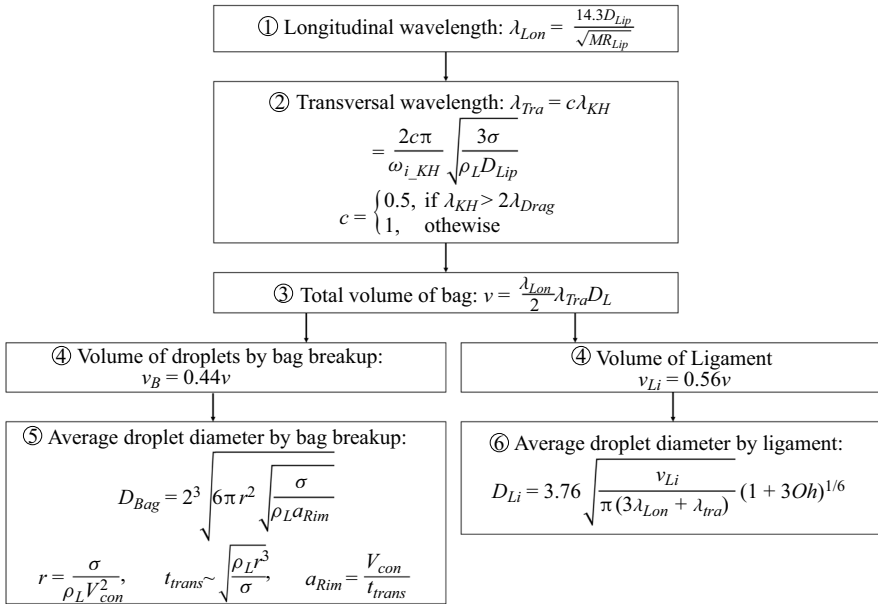 ① Longitudinal wavelength: λ_Lon = 14.3D_Lip / √(MR_Lip)
② Transversal wavelength: λ_Tra = cλ_KH
= (2cπ / ω_i_KH) √(3σ / (ρ_L D_Lip))
c = { 0.5, if λ_KH > 2λ_Drag
1, othewise
③ Total volume of bag: v = (λ_Lon / 2) λ_Tra D_L
④ Volume of droplets by bag breakup:
v_B = 0.44v
④ Volume of Ligament
v_Li = 0.56v
⑤ Average droplet diameter by bag breakup:
D_Bag = 2³ √(6π r² √(σ / (ρ_L a_Rim)))
r = σ / (ρ_L V²_con), t_trans ~ √(ρ_L r³ / σ), a_Rim = V_con / t_trans
⑥ Average droplet diameter by ligament:
D_Li = 3.76 √(v_Li / (π (3λ_Lon + λ_tra))) (1 + 3Oh)^1/6